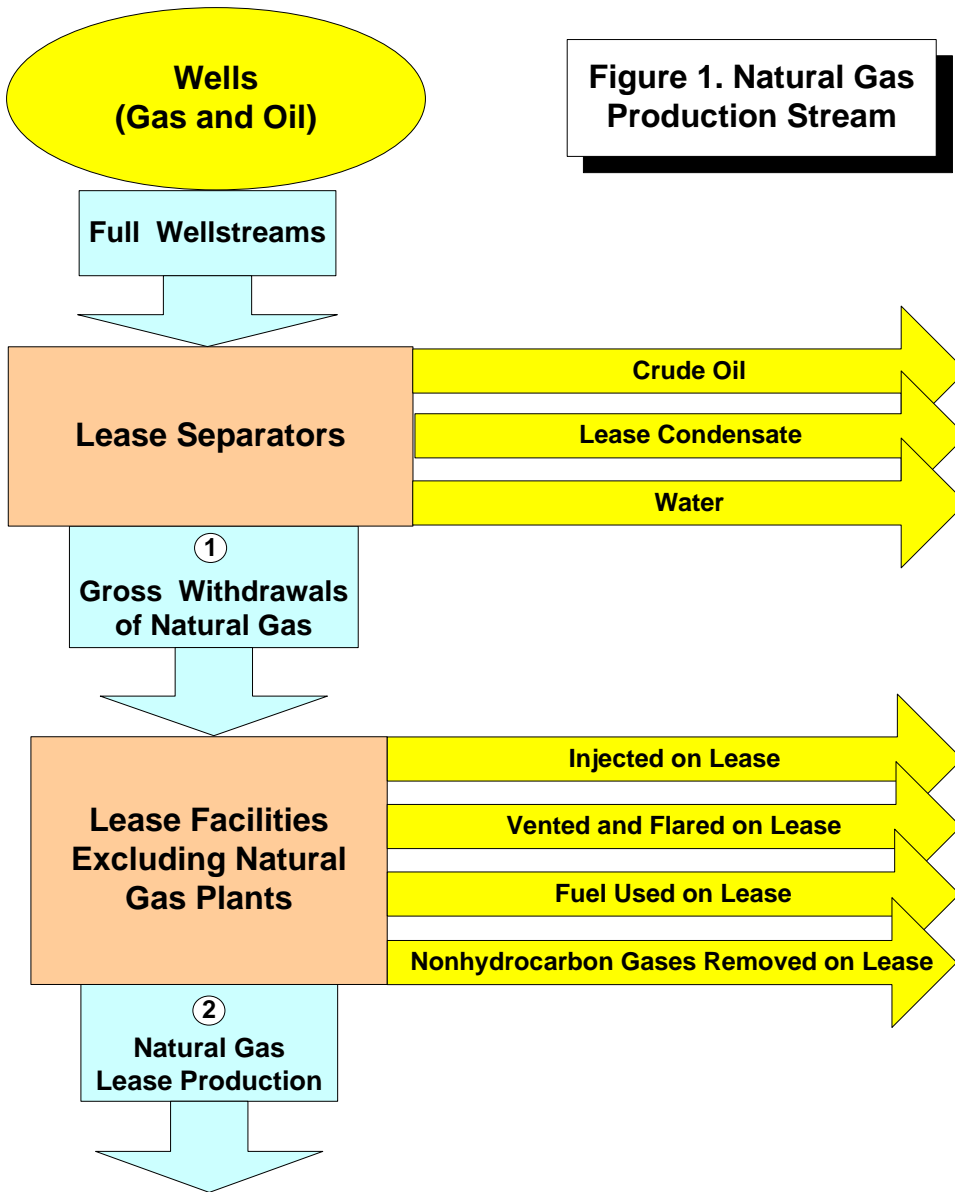 Wells
(Gas and Oil)
Figure 1. Natural Gas
Production Stream
Full Wellstreams
Lease Separators
Crude Oil
Lease Condensate
Water
1
Gross Withdrawals
of Natural Gas
Lease Facilities
Excluding Natural
Gas Plants
Injected on Lease
Vented and Flared on Lease
Fuel Used on Lease
Nonhydrocarbon Gases Removed on Lease
2
Natural Gas
Lease Production